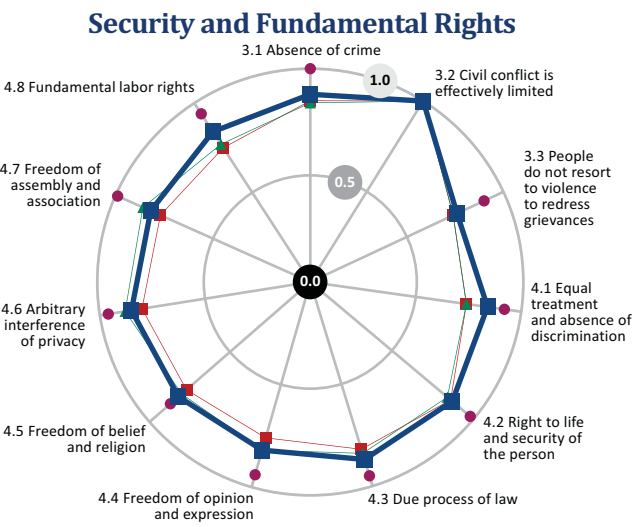 Security and Fundamental Rights
3.1 Absence of crime
1.0
3.2 Civil conflict is
effectively limited
4.8 Fundamental labor rights
3.3 People
do not resort
to violence
to redress
grievances
4.7 Freedom of
assembly and
association
0.5
0.0
4.1 Equal
treatment
and absence of
discrimination
4.6 Arbitrary
interference
of privacy
4.2 Right to life
and security of
the person
4.5 Freedom of belief
and religion
4.4 Freedom of opinion
and expression
4.3 Due process of law